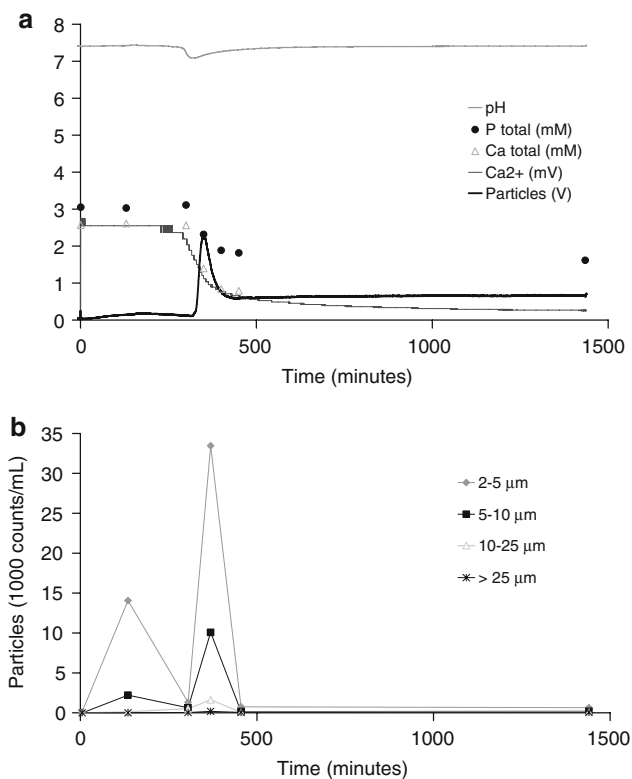 a
8
7
6
5
4
3
2
1
0
pH
P total (mM)
Ca total (mM)
Ca2+ (mV)
Particles (V)
0 500 1000 1500
Time (minutes)
b
Particles (1000 counts/mL)
35
30
25
20
15
10
5
0
2-5 μm
5-10 μm
10-25 μm
> 25 μm
0 500 1000 1500
Time (minutes)